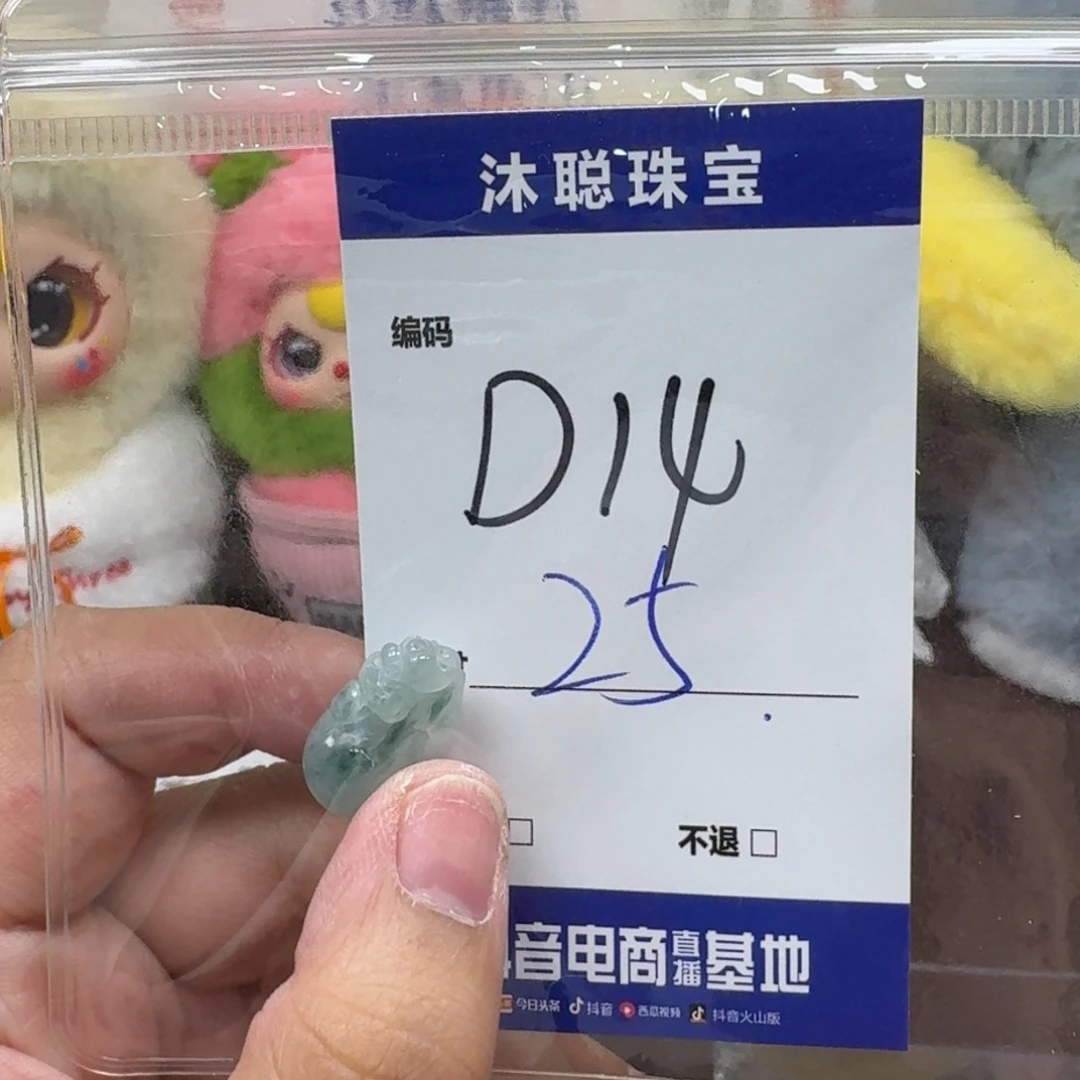 沐聪珠宝
编码
D14
25
不退
音电商直播基地
今日头条 抖音 西瓜视频 抖音火山版